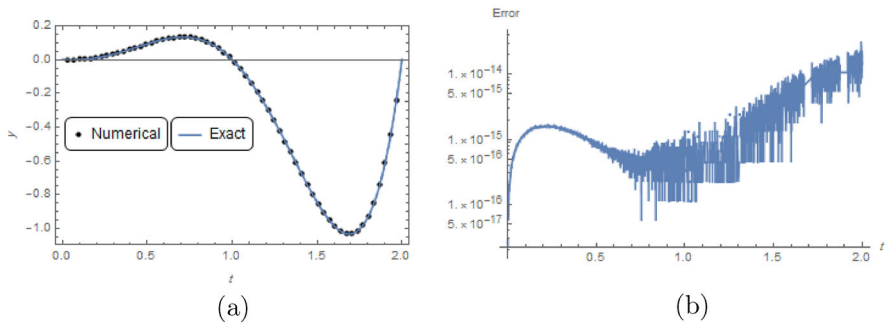 0.2
0.0
-0.2
-0.4
-0.6
-0.8
-1.0
y
Numerical
Exact
0.0 0.5 1.0 1.5 2.0
t
(a)
Error
1. × 10⁻¹⁴
5. × 10⁻¹⁵
1. × 10⁻¹⁵
5. × 10⁻¹⁶
1. × 10⁻¹⁶
5. × 10⁻¹⁷
0.5 1.0 1.5 2.0
t
(b)